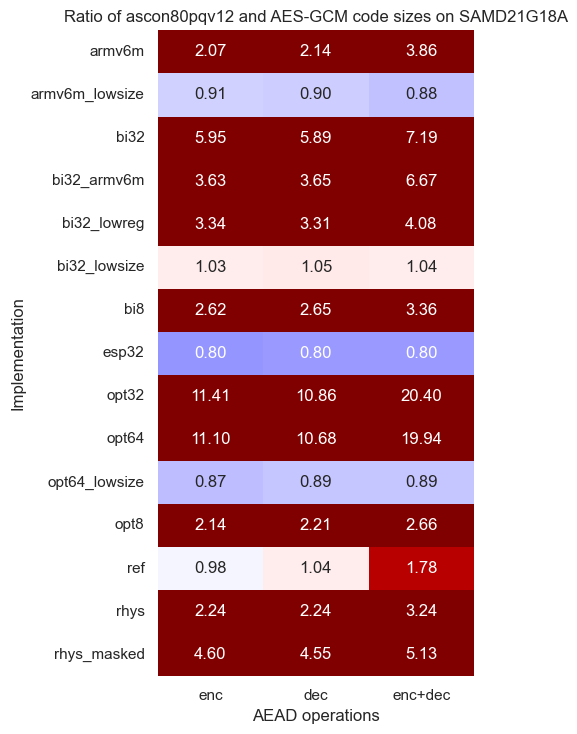 Ratio of ascon80pqv12 and AES-GCM code sizes on SAMD21G18A
armv6m 2.07 2.14 3.86
armv6m_lowsize 0.91 0.90 0.88
bi32 5.95 5.89 7.19
bi32_armv6m 3.63 3.65 6.67
bi32_lowreg 3.34 3.31 4.08
bi32_lowsize 1.03 1.05 1.04
bi8 2.62 2.65 3.36
esp32 0.80 0.80 0.80
opt32 11.41 10.86 20.40
opt64 11.10 10.68 19.94
opt64_lowsize 0.87 0.89 0.89
opt8 2.14 2.21 2.66
ref 0.98 1.04 1.78
rhys 2.24 2.24 3.24
rhys_masked 4.60 4.55 5.13
enc dec enc+dec
AEAD operations
Implementation